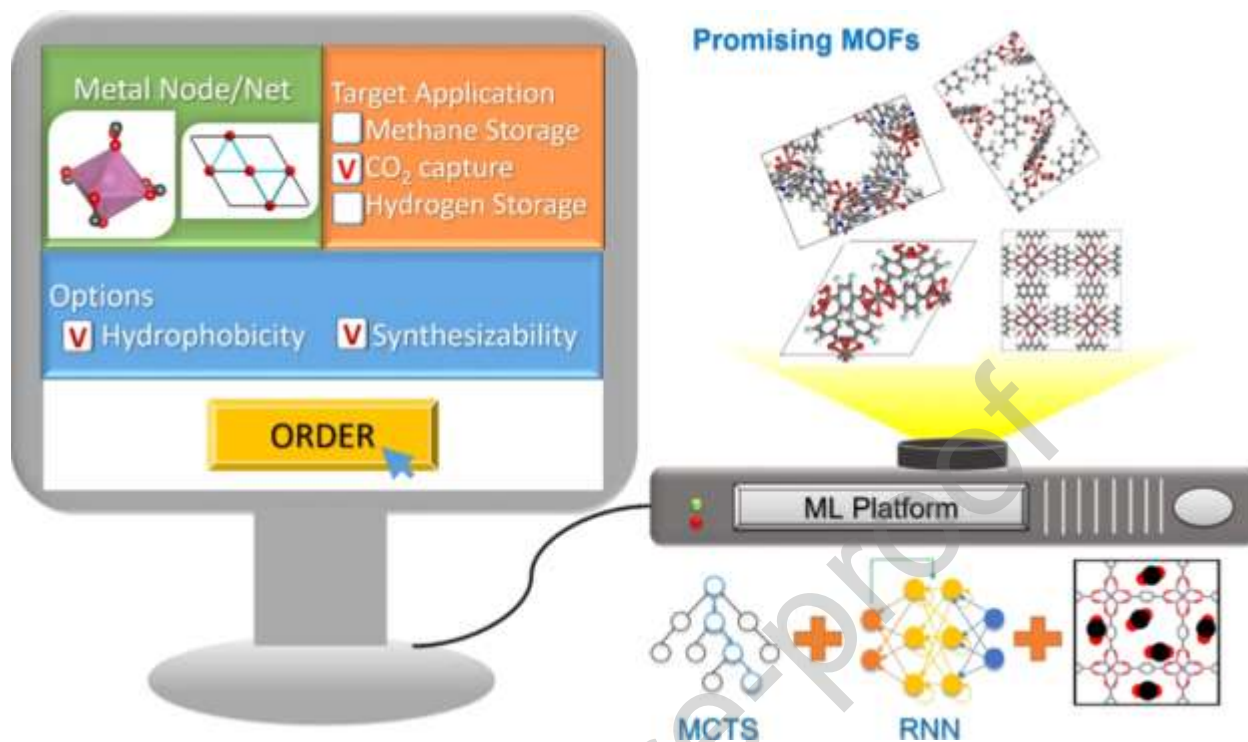 Metal Node/Net
Target Application
Methane Storage
V CO₂ capture
Hydrogen Storage
Options
V Hydrophobicity
V Synthesizability
ORDER
Promising MOFs
ML Platform
MCTS
RNN
e-proof